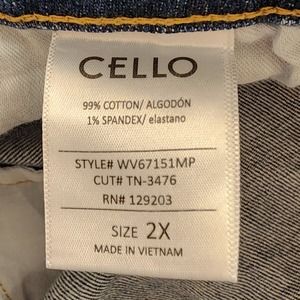 CELLO
99% COTTON/ ALGODÓN
1% SPANDEX/ elastano
STYLE# WV67151MP
CUT# TN-3476
RN# 129203
SIZE 2X
MADE IN VIETNAM